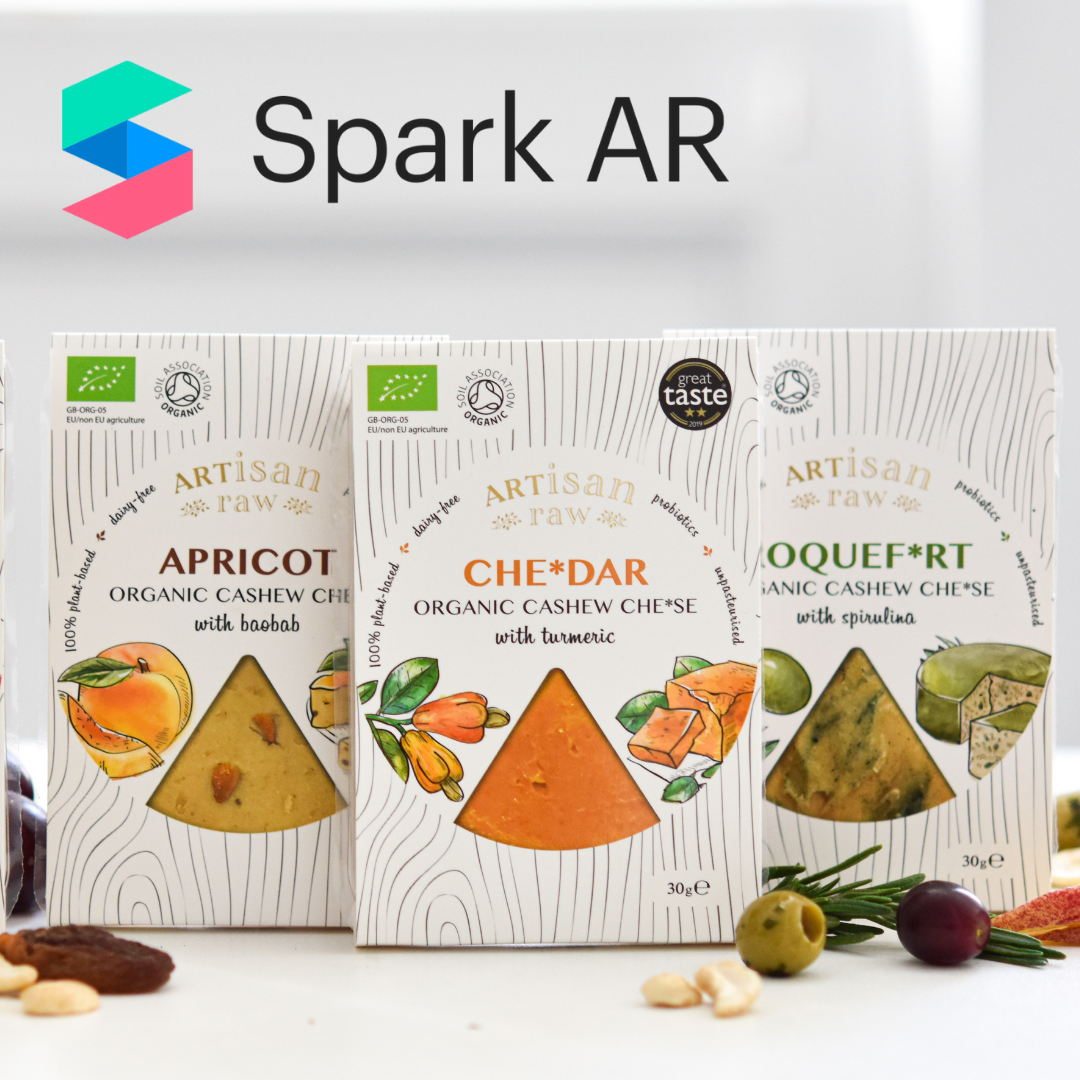 Spark AR
GB-ORG-05
EU/non EU agriculture
SOIL ASSOCIATION
ORGANIC
ARTisan
raw
100% plant-based
dairy-free
APRICOT
ORGANIC CASHEW CHE
with baobab
GB-ORG-05
EU/non EU agriculture
SOIL ASSOCIATION
ORGANIC
great
taste
2019
ARTisan
raw
100% plant-based
dairy-free
probiotics
unpasteurised
CHE*DAR
ORGANIC CASHEW CHE*SE
with turmeric
30g℮
SOIL ASSOCIATION
ORGANIC
ARTisan
raw
probiotics
unpasteurised
OQUEF*RT
GANIC CASHEW CHE*SE
with spirulina
30g℮